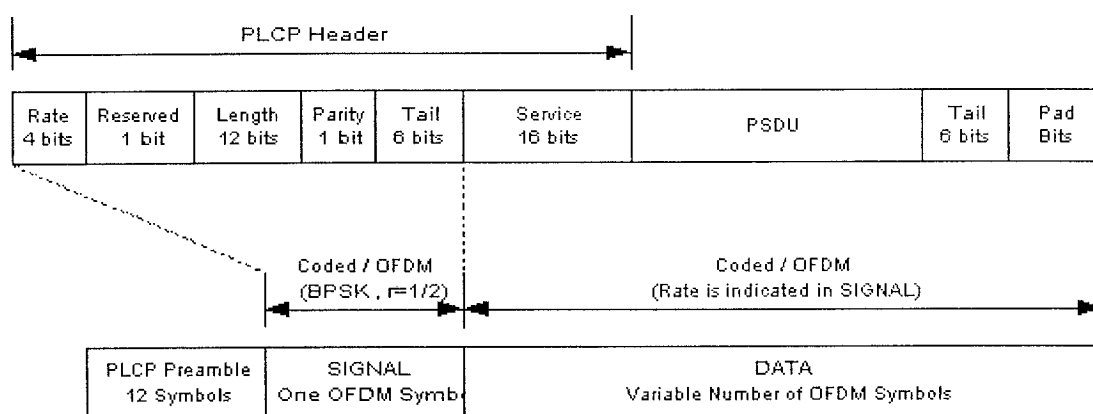 PLCP Header
Rate
4 bits
Reserved
1 bit
Length
12 bits
Parity
1 bit
Tail
6 bits
Service
16 bits
PSDU
Tail
6 bits
Pad
Bits
Coded / OFDM
(BPSK , r=1/2)
Coded / OFDM
(Rate is indicated in SIGNAL)
PLCP Preamble
12 Symbols
SIGNAL
One OFDM Symb
DATA
Variable Number of OFDM Symbols